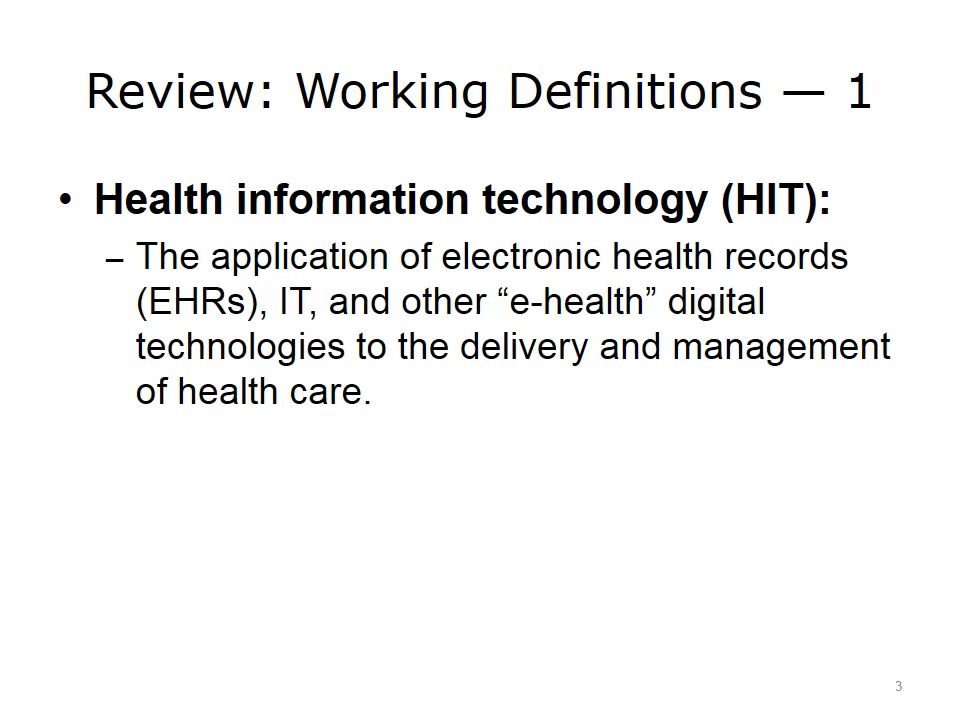 Review: Working Definitions — 1
• Health information technology (HIT):
– The application of electronic health records
(EHRs), IT, and other “e-health” digital
technologies to the delivery and management
of health care.
3